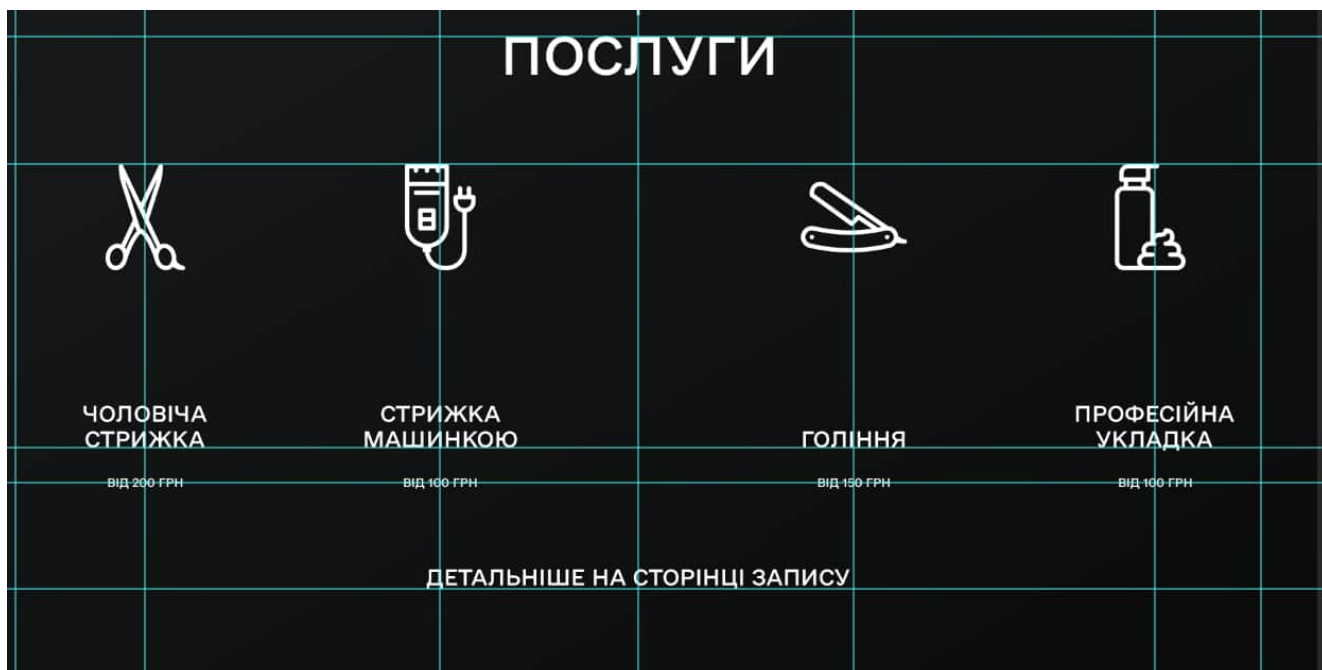 ПОСЛУГИ
ЧОЛОВІЧА
СТРИЖКА
ВІД 200 ГРН
СТРИЖКА
МАШИНКОЮ
ВІД 100 ГРН
ГОЛІННЯ
ВІД 150 ГРН
ПРОФЕСІЙНА
УКЛАДКА
ВІД 100 ГРН
ДЕТАЛЬНІШЕ НА СТОРІНЦІ ЗАПИСУ